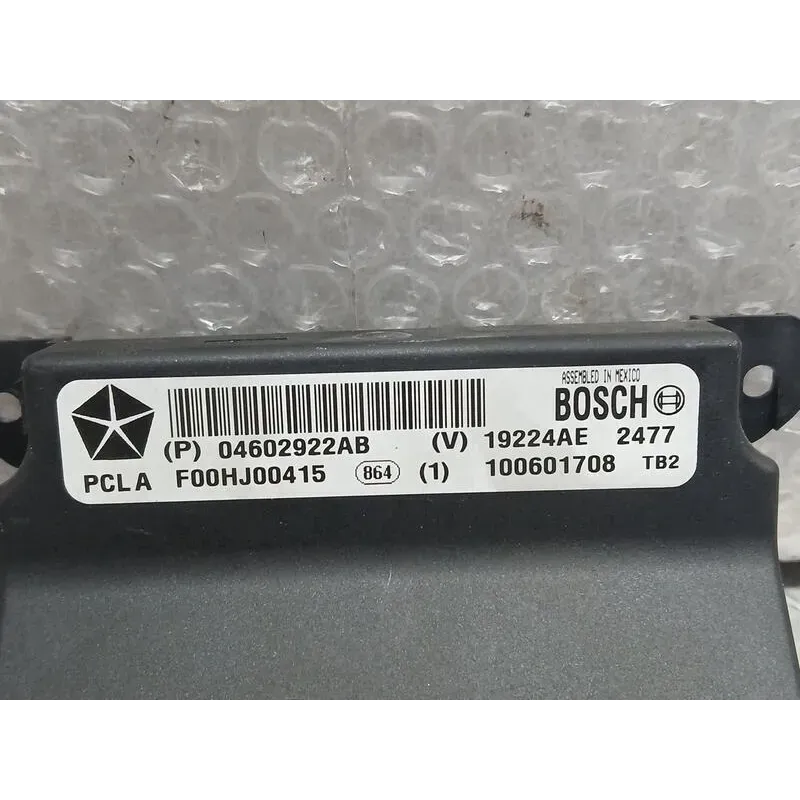 ASSEMBLED IN MEXICO
BOSCH
(P) 04602922AB (V) 19224AE 2477
PCLA F00HJ00415 864 (1) 100601708 TB2